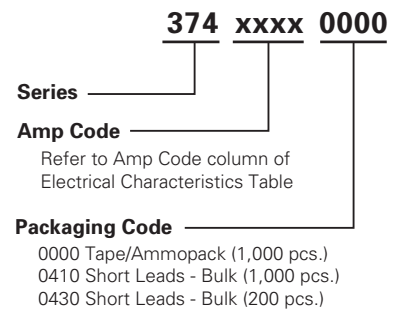 374 xxxx 0000
Series
Amp Code
Refer to Amp Code column of
Electrical Characteristics Table
Packaging Code
0000 Tape/Ammopack (1,000 pcs.)
0410 Short Leads - Bulk (1,000 pcs.)
0430 Short Leads - Bulk (200 pcs.)